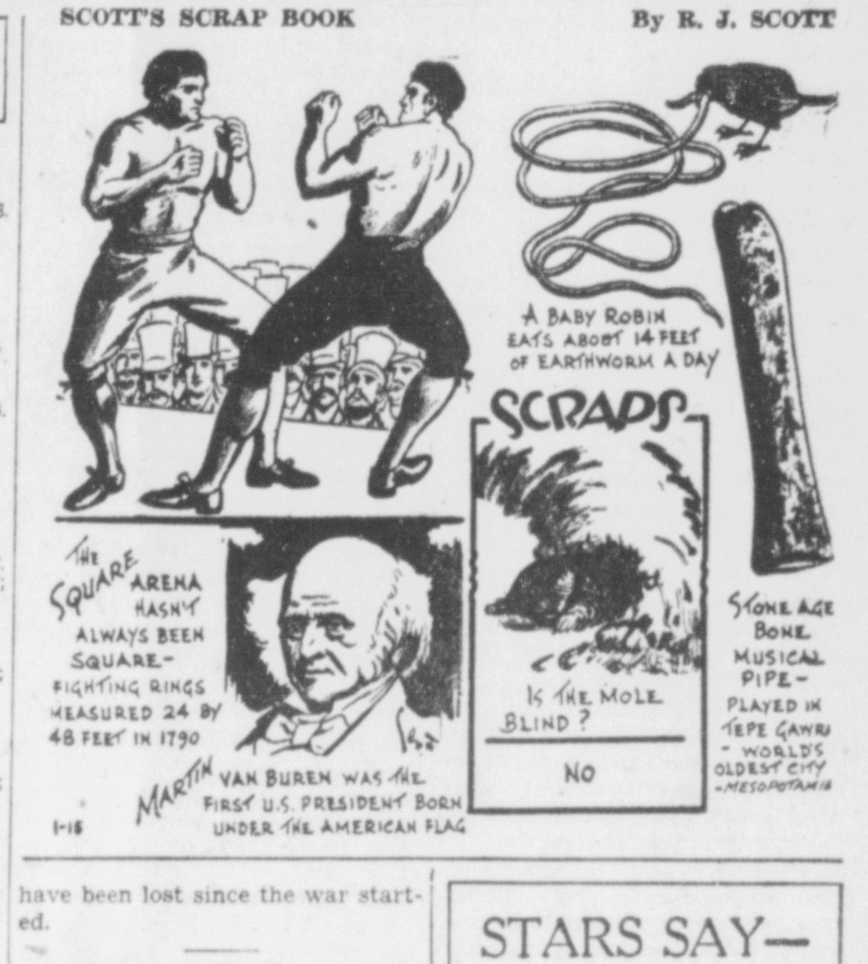 SCOTT'S SCRAP BOOK
By R. J. SCOTT
A BABY ROBIN
EATS ABOUT 14 FEET
OF EARTHWORM A DAY
THE
SQUARE ARENA
HASN'T
ALWAYS BEEN
SQUARE-
FIGHTING RINGS
MEASURED 24 BY
48 FEET IN 1790
SCOTT
MARTIN VAN BUREN WAS THE
FIRST U.S. PRESIDENT BORN
UNDER THE AMERICAN FLAG
1-15
SCRAPS
IS THE MOLE
BLIND?
NO
STONE AGE
BONE
MUSICAL
PIPE-
PLAYED IN
TEPE GAWRA
- WORLD'S
OLDEST CITY
-MESOPOTAMIA
have been lost since the war start-
ed.
STARS SAY—